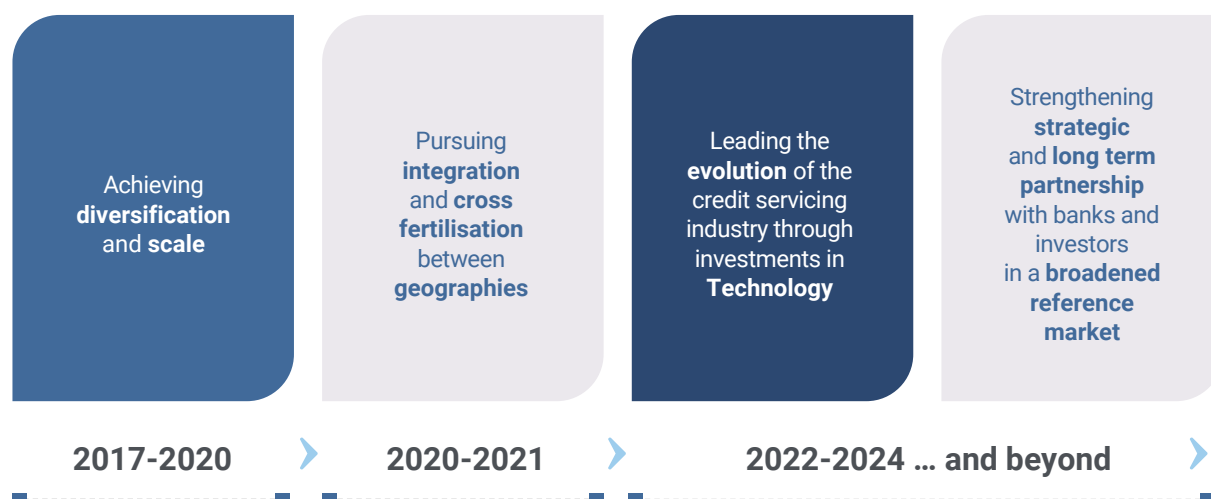 Achieving
diversification
and scale
Pursuing
integration
and cross
fertilisation
between
geographies
Leading the
evolution of the
credit servicing
industry through
investments in
Technology
Strengthening
strategic
and long term
partnership
with banks and
investors
in a broadened
reference
market
2017-2020
2020-2021
2022-2024 ... and beyond